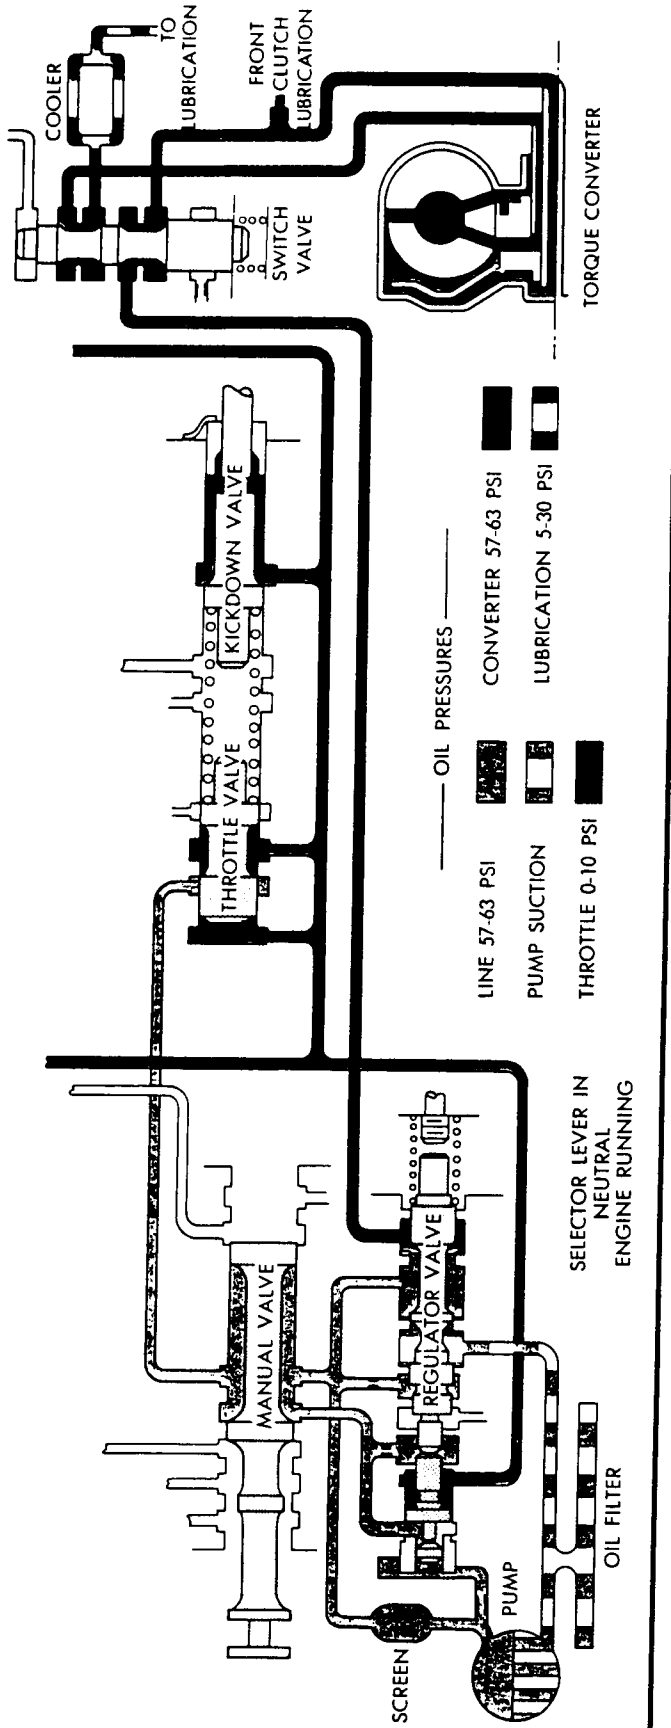 COOLER
TO
LUBRICATION
FRONT
CLUTCH
LUBRICATION
SWITCH
VALVE
TORQUE CONVERTER
KICKDOWN VALVE
THROTTLE VALVE
MANUAL VALVE
REGULATOR VALVE
SCREEN
PUMP
OIL FILTER
OIL PRESSURES
LINE 57-63 PSI
CONVERTER 57-63 PSI
PUMP SUCTION
LUBRICATION 5-30 PSI
THROTTLE 0-10 PSI
SELECTOR LEVER IN
NEUTRAL
ENGINE RUNNING